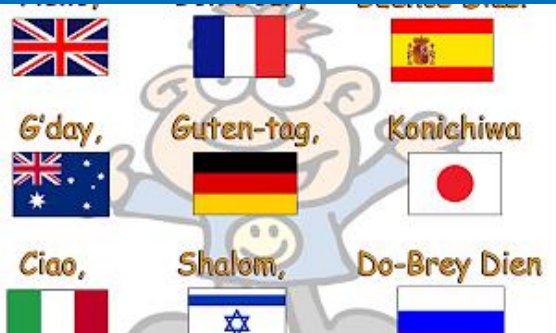 G'day, Guten-tag, Konichiwa
Ciao, Shalom, Do-Brey Dien